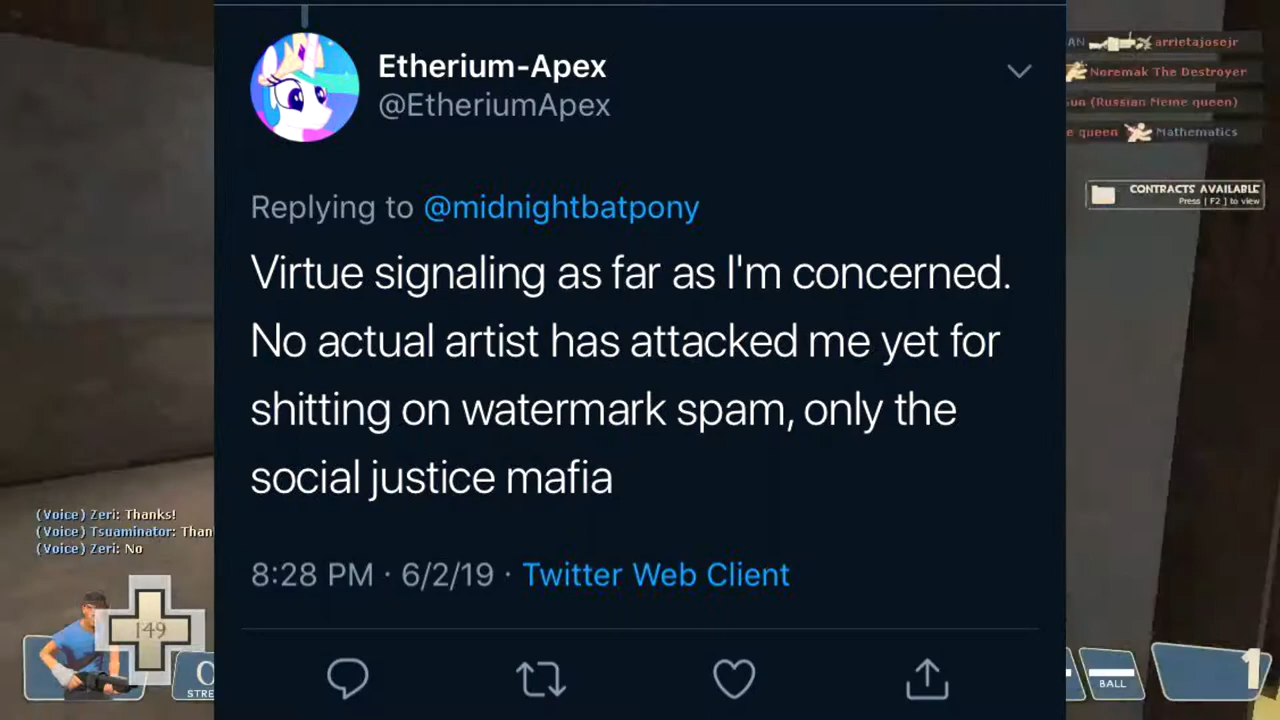 Etherium-Apex
@EtheriumApex
Replying to @midnightbatpony
Virtue signaling as far as I'm concerned.
No actual artist has attacked me yet for
shitting on watermark spam, only the
social justice mafia
8:28 PM · 6/2/19 · Twitter Web Client
arrietajosejr
Noremak The Destroyer
(Russian Meme queen)
queen) Mathematics
CONTRACTS AVAILABLE
Press [ F2 ] to view
(Voice) Zeri: Thanks!
(Voice) Tsuaminator:
(Voice) Zeri: No
149
BALL
1